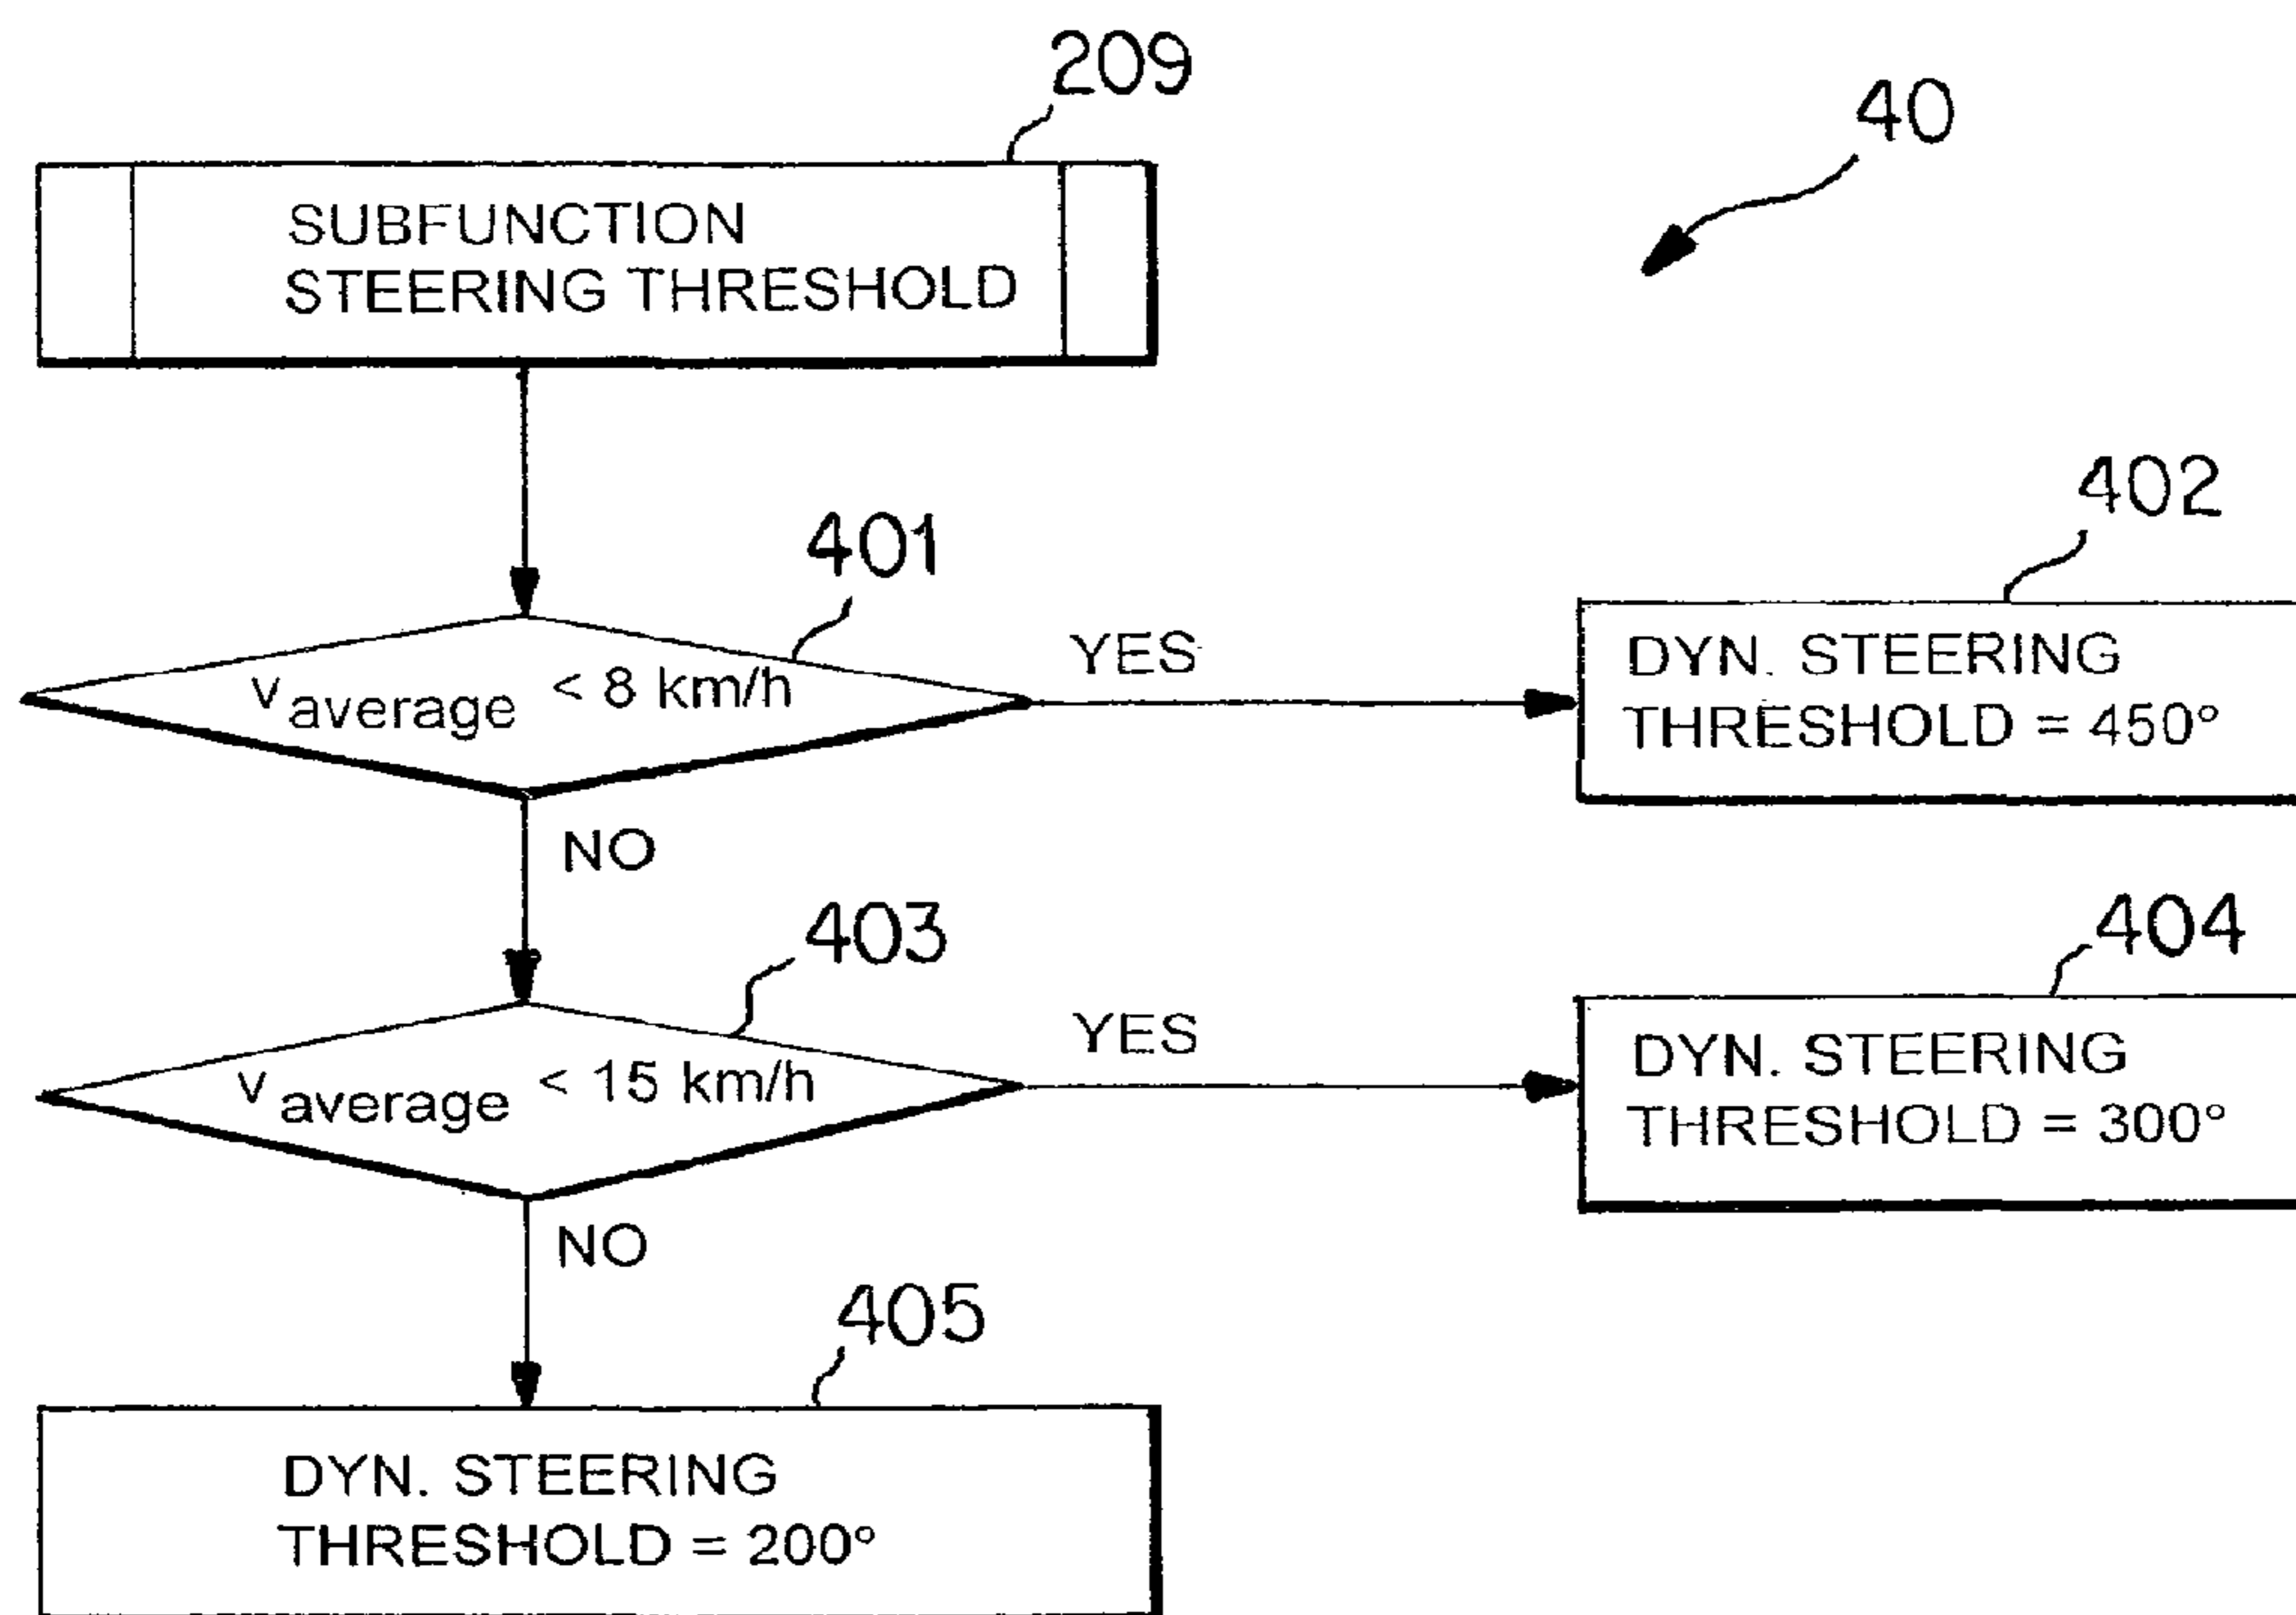 209
40
SUBFUNCTION
STEERING THRESHOLD
401
402
v average < 8 km/h
YES
DYN. STEERING
THRESHOLD = 450°
NO
403
404
v average < 15 km/h
YES
DYN. STEERING
THRESHOLD = 300°
NO
405
DYN. STEERING
THRESHOLD = 200°